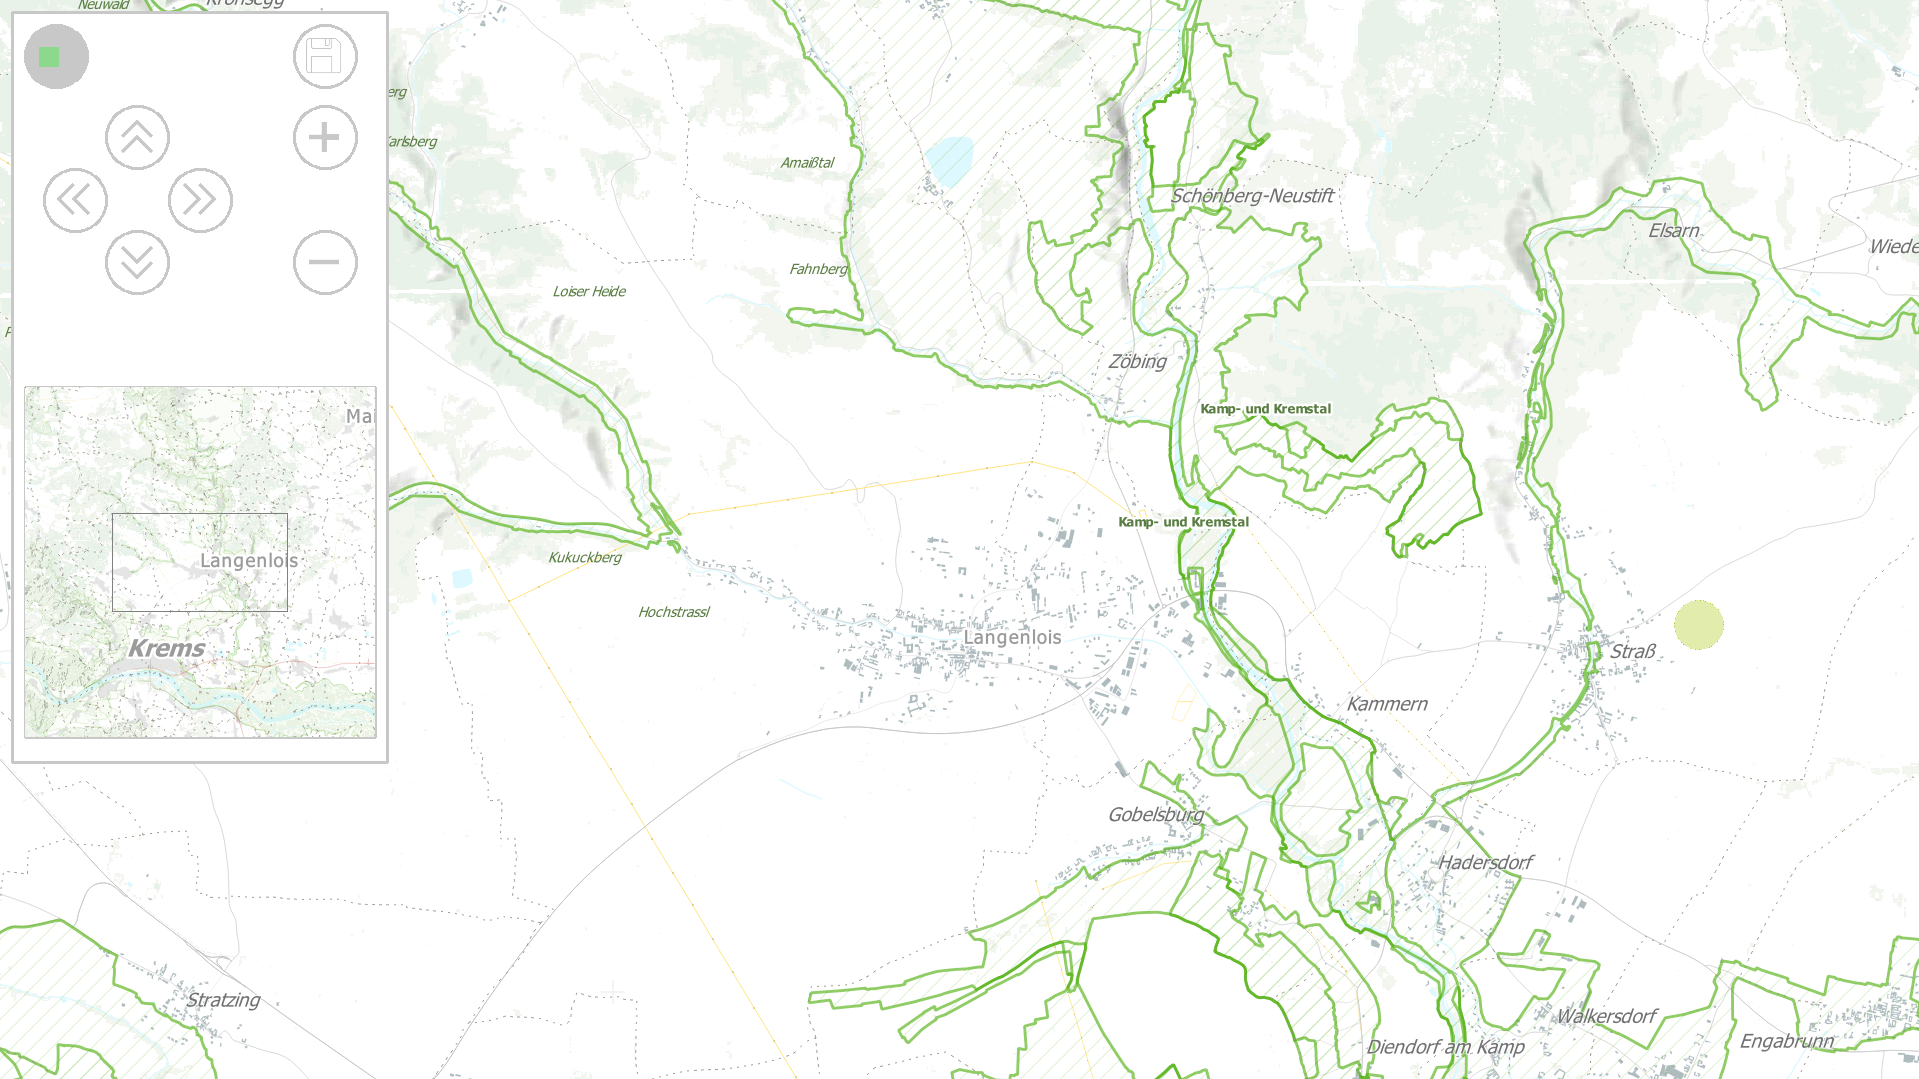 Neuwald
Kronsegg
erg
Karlsberg
Amaißtal
Schönberg-Neustift
Elsarn
Wiede
Fahnberg
Loiser Heide
Zöbing
Kamp- und Kremstal
Mai
Kamp- und Kremstal
Langenlois
Kukuckberg
Hochstrassl
Langenlois
Krems
Straß
Kammern
Gobelsburg
Hadersdorf
Stratzing
Walkersdorf
Engabrunn
Diendorf am Kamp